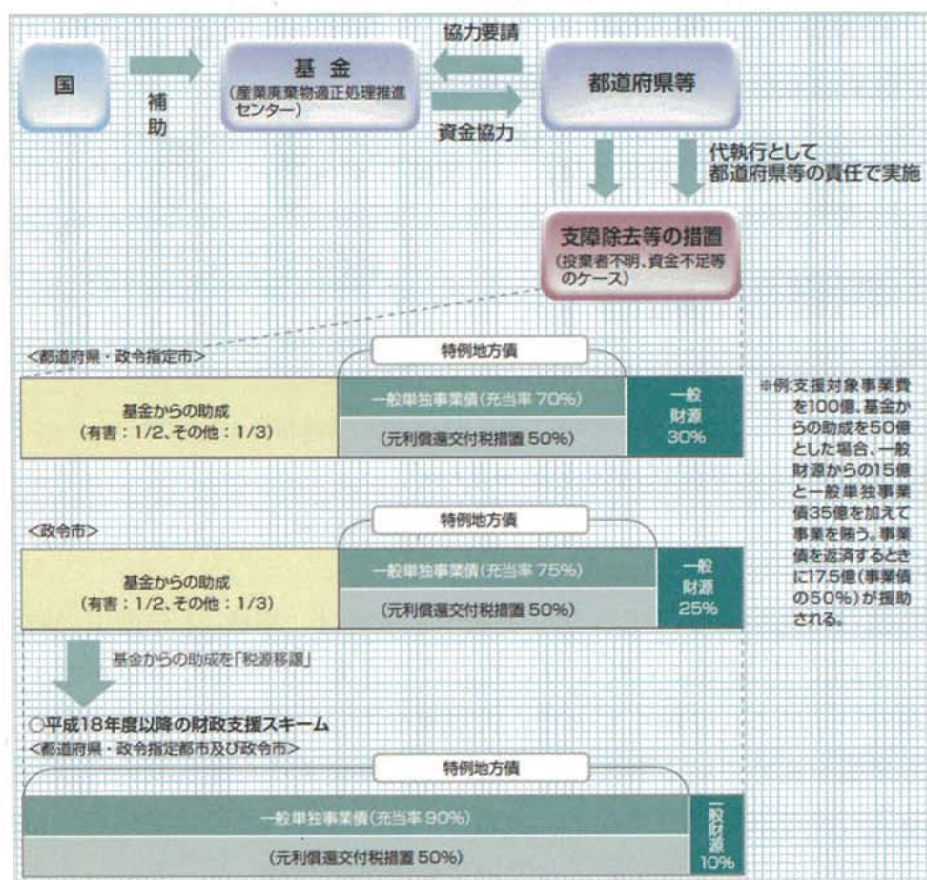 国
補助
基 金
(産業廃棄物適正処理推進
センター)
協力要請
資金協力
都道府県等
代執行として
都道府県等の責任で実施
支障除去等の措置
(投棄者不明、資金不足等
のケース)
<都道府県・政令指定市>
特例地方債
基金からの助成
(有害:1/2、その他:1/3)
一般単独事業債(充当率70%)
(元利償還交付税措置50%)
一般
財源
30%
※例:支援対象事業費
を100億、基金か
らの助成を50億
とした場合、一般
財源からの15億
と一般単独事業
債35億を加えて
事業を賄う。事業
債を返済するとき
に17.5億(事業債
の50%)が援助
される。
<政令市>
特例地方債
基金からの助成
(有害:1/2、その他:1/3)
一般単独事業債(充当率75%)
(元利償還交付税措置50%)
一般
財源
25%
基金からの助成を「税源移譲」
○平成18年度以降の財政支援スキーム
<都道府県・政令指定都市及び政令市>
特例地方債
一般単独事業債(充当率90%)
(元利償還交付税措置50%)
一般財源
10%